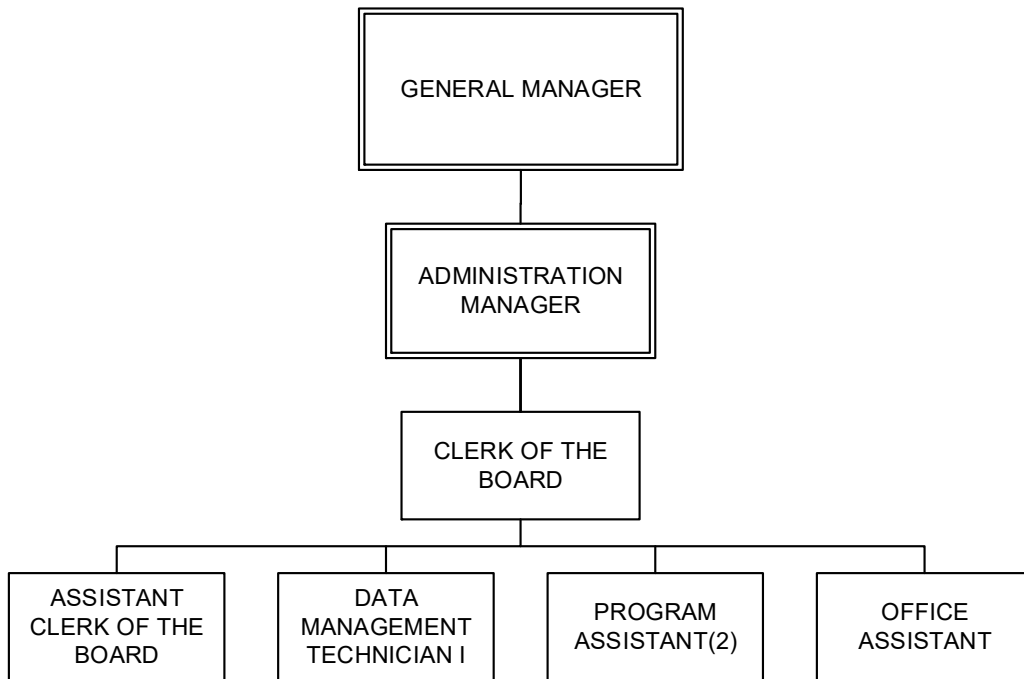 GENERAL MANAGER
ADMINISTRATION
MANAGER
CLERK OF THE
BOARD
ASSISTANT
CLERK OF THE
BOARD
DATA
MANAGEMENT
TECHNICIAN I
PROGRAM
ASSISTANT(2)
OFFICE
ASSISTANT